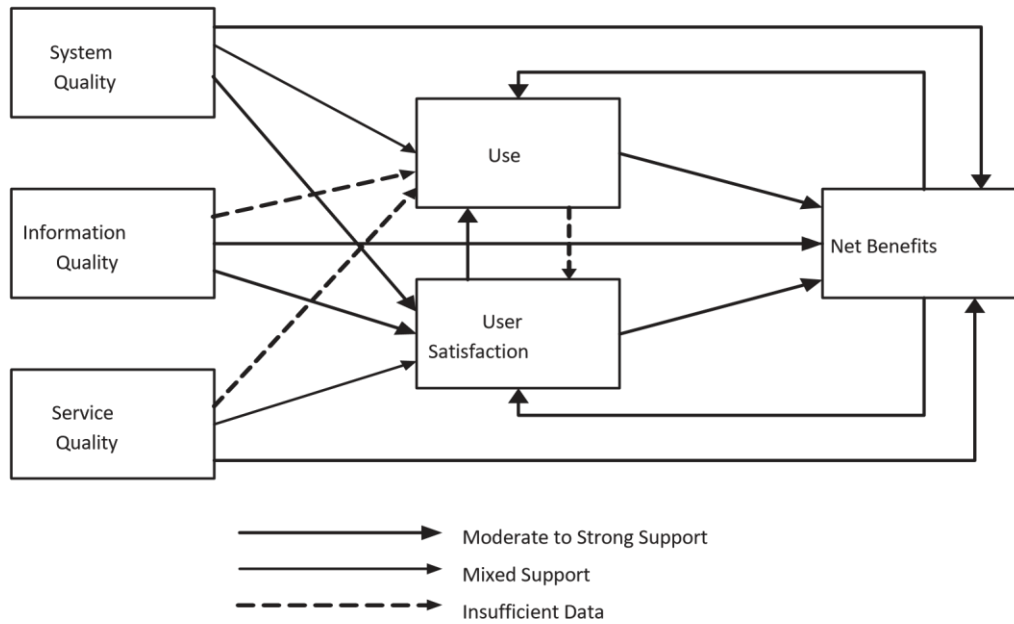 System
Quality
Use
Information
Quality
Net Benefits
User
Satisfaction
Service
Quality
Moderate to Strong Support
Mixed Support
Insufficient Data